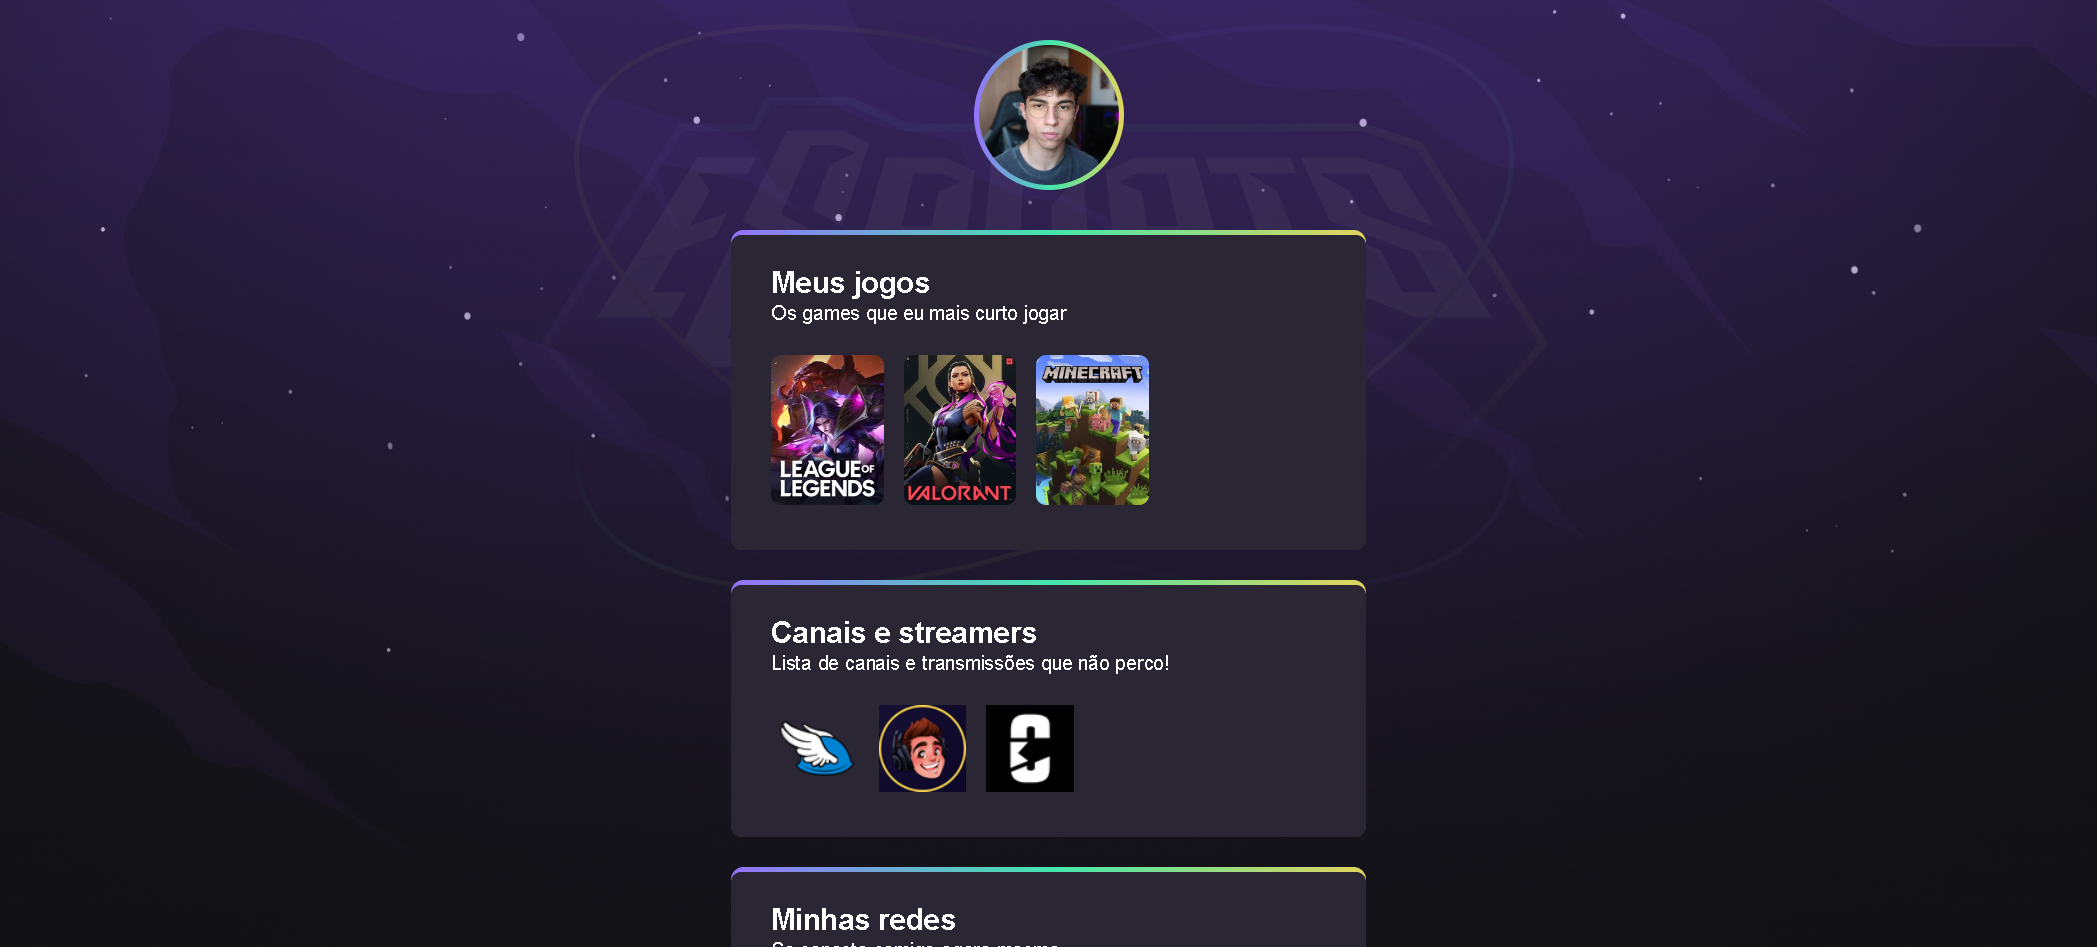 ESPORTS
Meus jogos
Os games que eu mais curto jogar
LEAGUE OF
LEGENDS
VALORANT
MINECRAFT
Canais e streamers
Lista de canais e transmissões que não perco!
Minhas redes